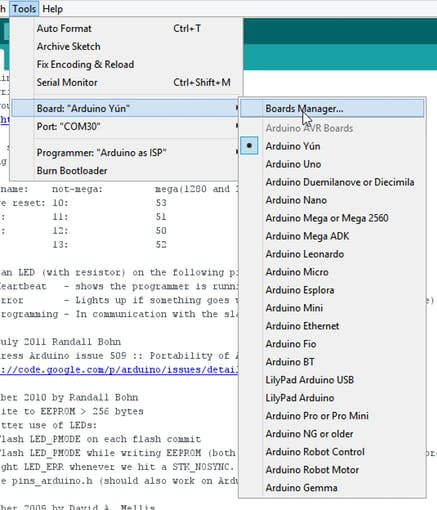 h Tools Help
Auto Format Ctrl+T
Archive Sketch
Fix Encoding & Reload
Serial Monitor Ctrl+Shift+M
Board: "Arduino Yún"
Port: "COM30"
Programmer: "Arduino as ISP"
Burn Bootloader
Boards Manager...
Arduino AVR Boards
Arduino Yún
Arduino Uno
Arduino Duemilanove or Diecimila
Arduino Nano
Arduino Mega or Mega 2560
Arduino Mega ADK
Arduino Leonardo
Arduino Micro
Arduino Esplora
Arduino Mini
Arduino Ethernet
Arduino Fio
Arduino BT
LilyPad Arduino USB
LilyPad Arduino
Arduino Pro or Pro Mini
Arduino NG or older
Arduino Robot Control
Arduino Robot Motor
Arduino Gemma
name: not-mega: mega(1280 and
e reset: 10: 53
: 11: 51
: 12: 50
13: 52
an LED (with resistor) on the following p
eartbeat - shows the programmer is runni
rror - Lights up if something goes
rogramming - In communication with the sla
uly 2011 Randall Bohn
ress Arduino issue 509 :: Portability of A
://code.google.com/p/arduino/issues/detail
ber 2010 by Randall Bohn
ite to EEPROM > 256 bytes
tter use of LEDs:
lash LED_PMODE on each flash commit
lash LED_PMODE while writing EEPROM (both
ght LED_ERR whenever we hit a STK_NOSYNC.
e pins_arduino.h (should also work on Ardu
ber 2009 by David A. Mellis